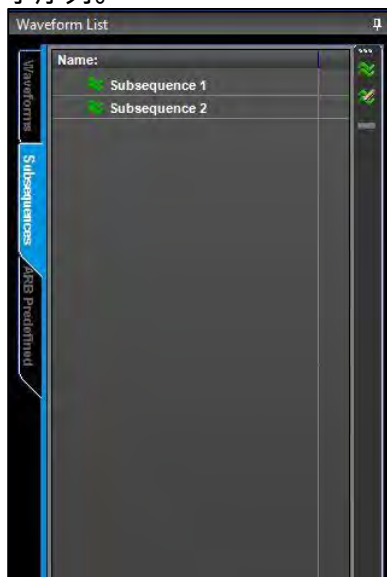 Waveform List
Waveforms
Subsequences
ARB Predefined
Name:
Subsequence 1
Subsequence 2